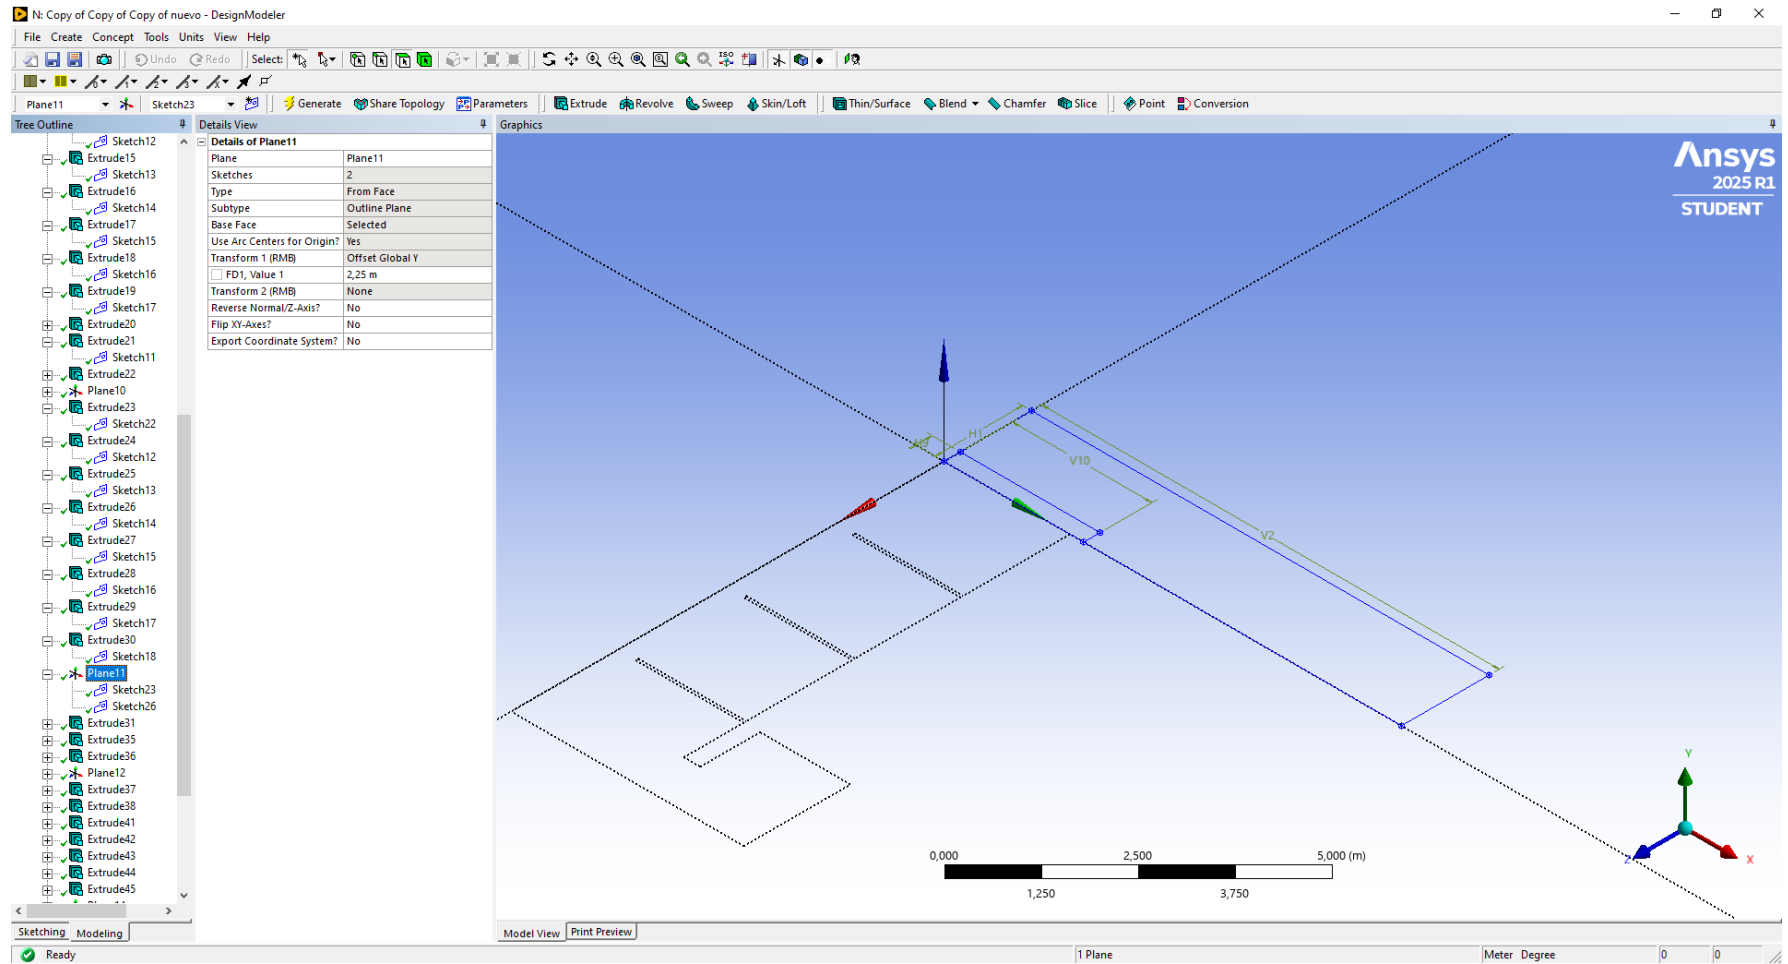 N: Copy of Copy of Copy of nuevo - DesignModeler
File Create Concept Tools Units View Help
Undo Redo Select:
Plane11 Sketch23 Generate Share Topology Parameters Extrude Revolve Sweep Skin/Loft Thin/Surface Blend Chamfer Slice Point Conversion
Tree Outline
Sketch12
Extrude15
Sketch13
Extrude16
Sketch14
Extrude17
Sketch15
Extrude18
Sketch16
Extrude19
Sketch17
Extrude20
Extrude21
Sketch11
Extrude22
Plane10
Extrude23
Sketch22
Extrude24
Sketch12
Extrude25
Sketch13
Extrude26
Sketch14
Extrude27
Sketch15
Extrude28
Sketch16
Extrude29
Sketch17
Extrude30
Sketch18
Plane11
Sketch23
Sketch26
Extrude31
Extrude35
Extrude36
Plane12
Extrude37
Extrude38
Extrude41
Extrude42
Extrude43
Extrude44
Extrude45
Sketching Modeling
Details View
Details of Plane11
Plane Plane11
Sketches 2
Type From Face
Subtype Outline Plane
Base Face Selected
Use Arc Centers for Origin? Yes
Transform 1 (RMB) Offset Global Y
FD1, Value 1 2,25 m
Transform 2 (RMB) None
Reverse Normal/Z-Axis? No
Flip XY-Axes? No
Export Coordinate System? No
Graphics
Ansys
2025 R1
STUDENT
H9
H1
V10
V2
0,000 2,500 5,000 (m)
1,250 3,750
Y
Z
X
Model View Print Preview
Ready 1 Plane Meter Degree 0 0